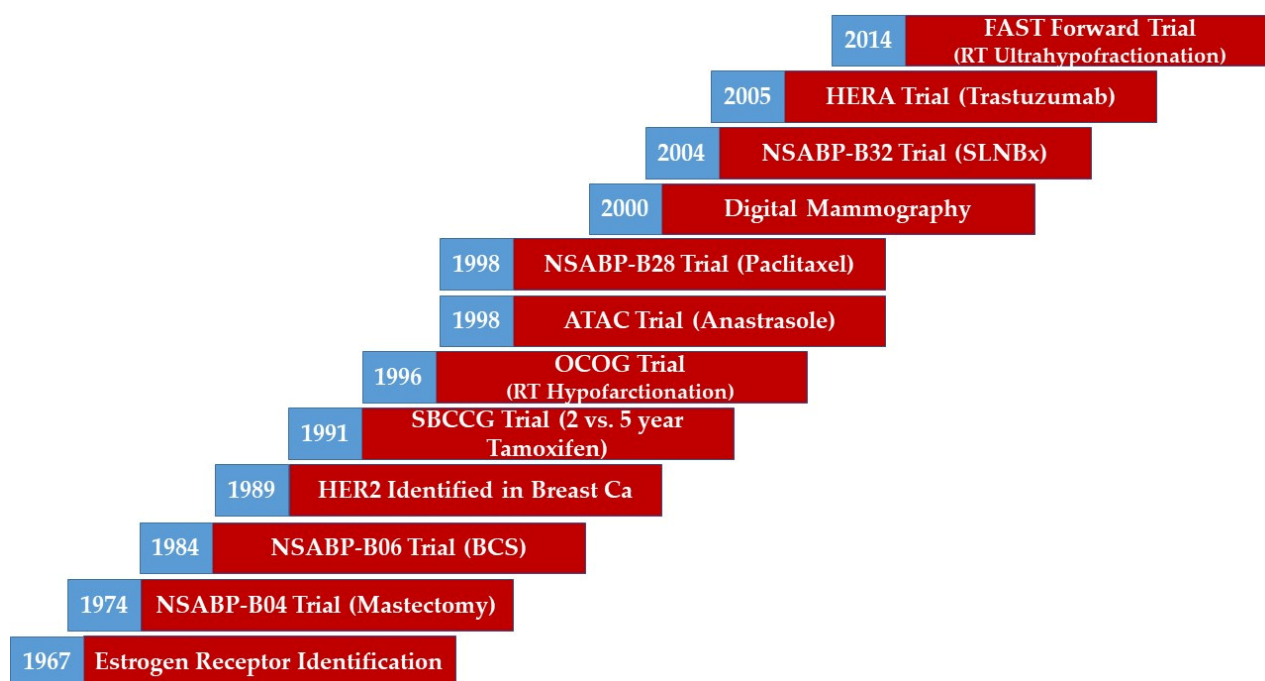 2014
FAST Forward Trial
(RT Ultrahypofractionation)
2005
HERA Trial (Trastuzumab)
2004
NSABP-B32 Trial (SLNBx)
2000
Digital Mammography
1998
NSABP-B28 Trial (Paclitaxel)
1998
ATAC Trial (Anastrasole)
1996
OCOG Trial
(RT Hypofarctionation)
1991
SBCCG Trial (2 vs. 5 year
Tamoxifen)
1989
HER2 Identified in Breast Ca
1984
NSABP-B06 Trial (BCS)
1974
NSABP-B04 Trial (Mastectomy)
1967
Estrogen Receptor Identification